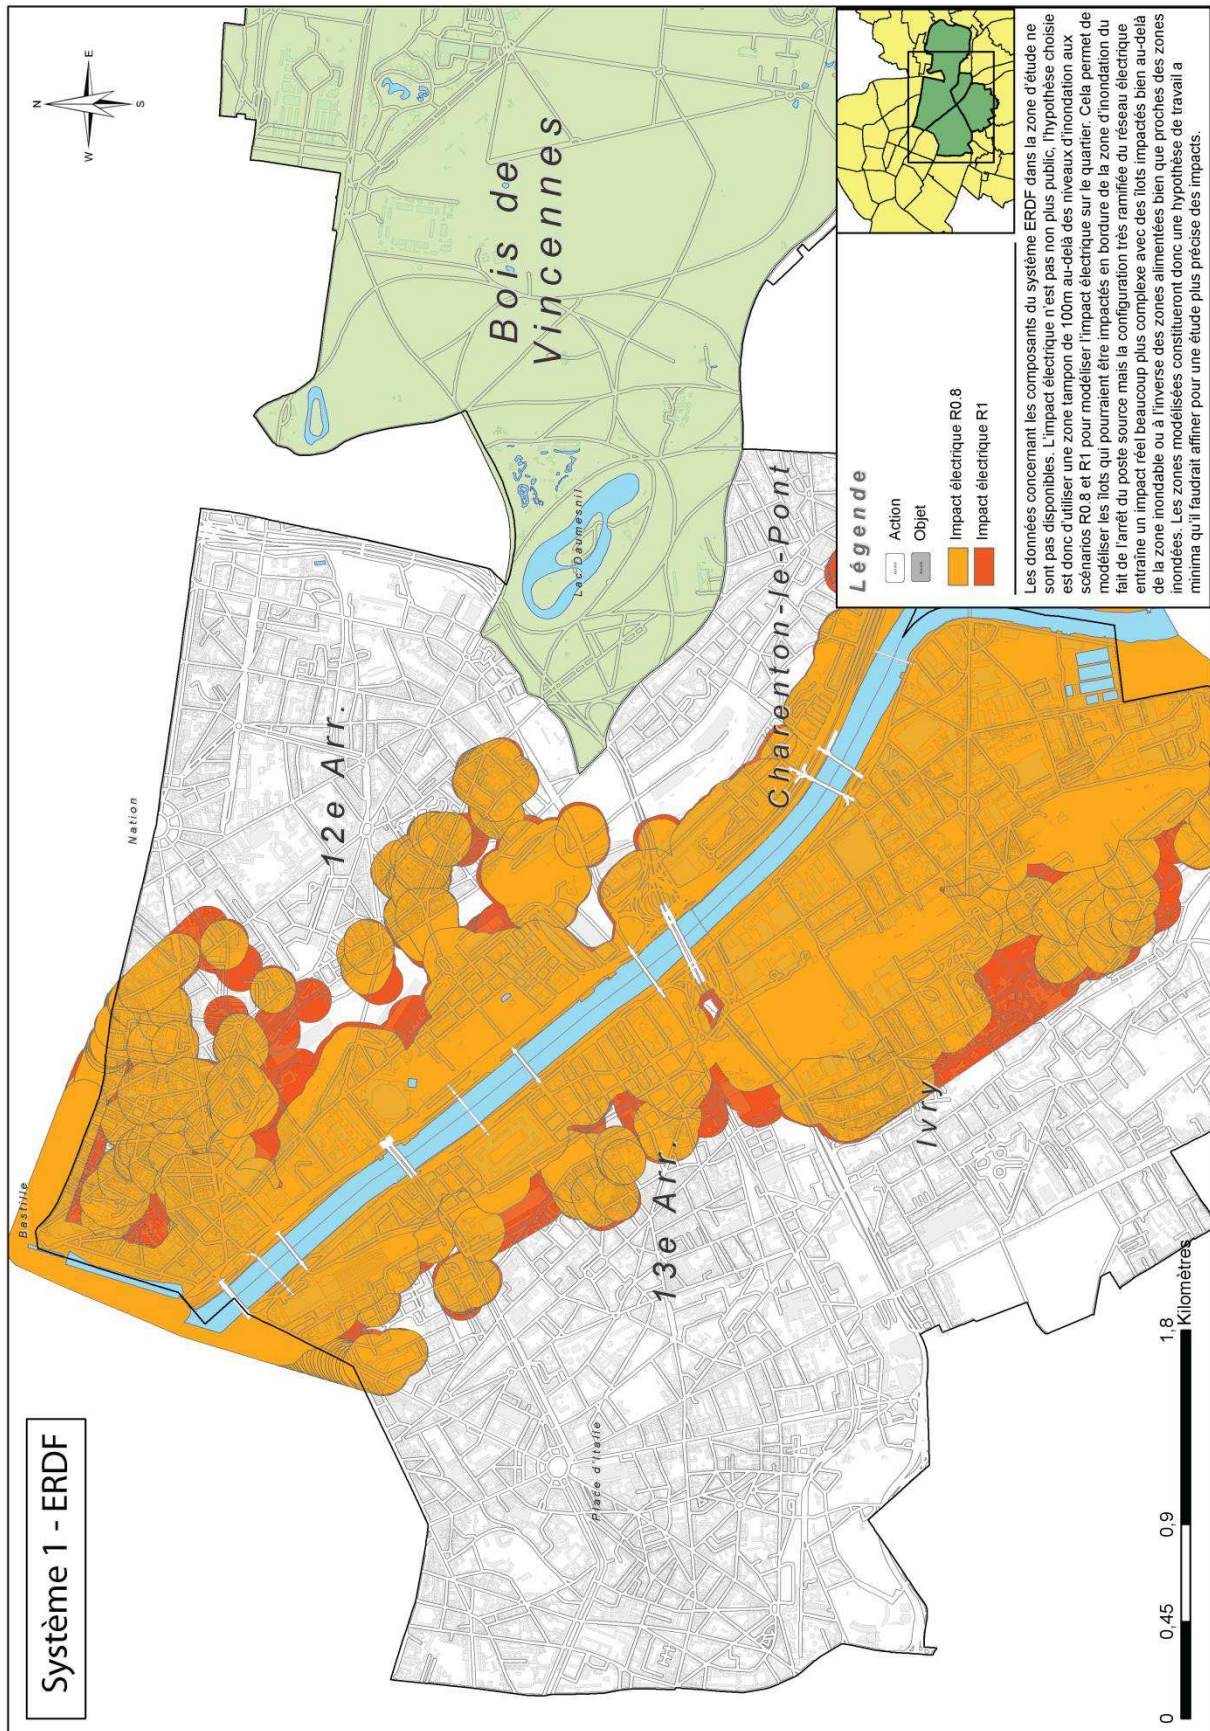 Système 1 - ERDF
N
W
E
S
Bastille
Nation
12e Arr.
Bois de
Vincennes
Lac Daumesnil
Charenton-le-Pont
13e Arr.
Ivry
Place d'Italie
0
0,45
0,9
1,8
Kilomètres
Légende
Action
Objet
Impact électrique R0.8
Impact électrique R1
Les données concernant les composants du système ERDF dans la zone d'étude ne
sont pas disponibles. L'impact électrique n'est pas non plus public, l'hypothèse choisie
est donc d'utiliser une zone tampon de 100m au-delà des niveaux d'inondation aux
scénarios R0.8 et R1 pour modéliser l'impact électrique sur le quartier. Cela permet de
modéliser les îlots qui pourraient être impactés en bordure de la zone d'inondation du
fait de l'arrêt du poste source mais la configuration très ramifiée du réseau électrique
entraîne un impact réel beaucoup plus complexe avec des îlots impactés bien au-delà
de la zone inondable ou à l'inverse des zones alimentées bien que proches des zones
inondées. Les zones modélisées constitueront donc une hypothèse de travail a
minima qu'il faudrait affiner pour une étude plus précise des impacts.